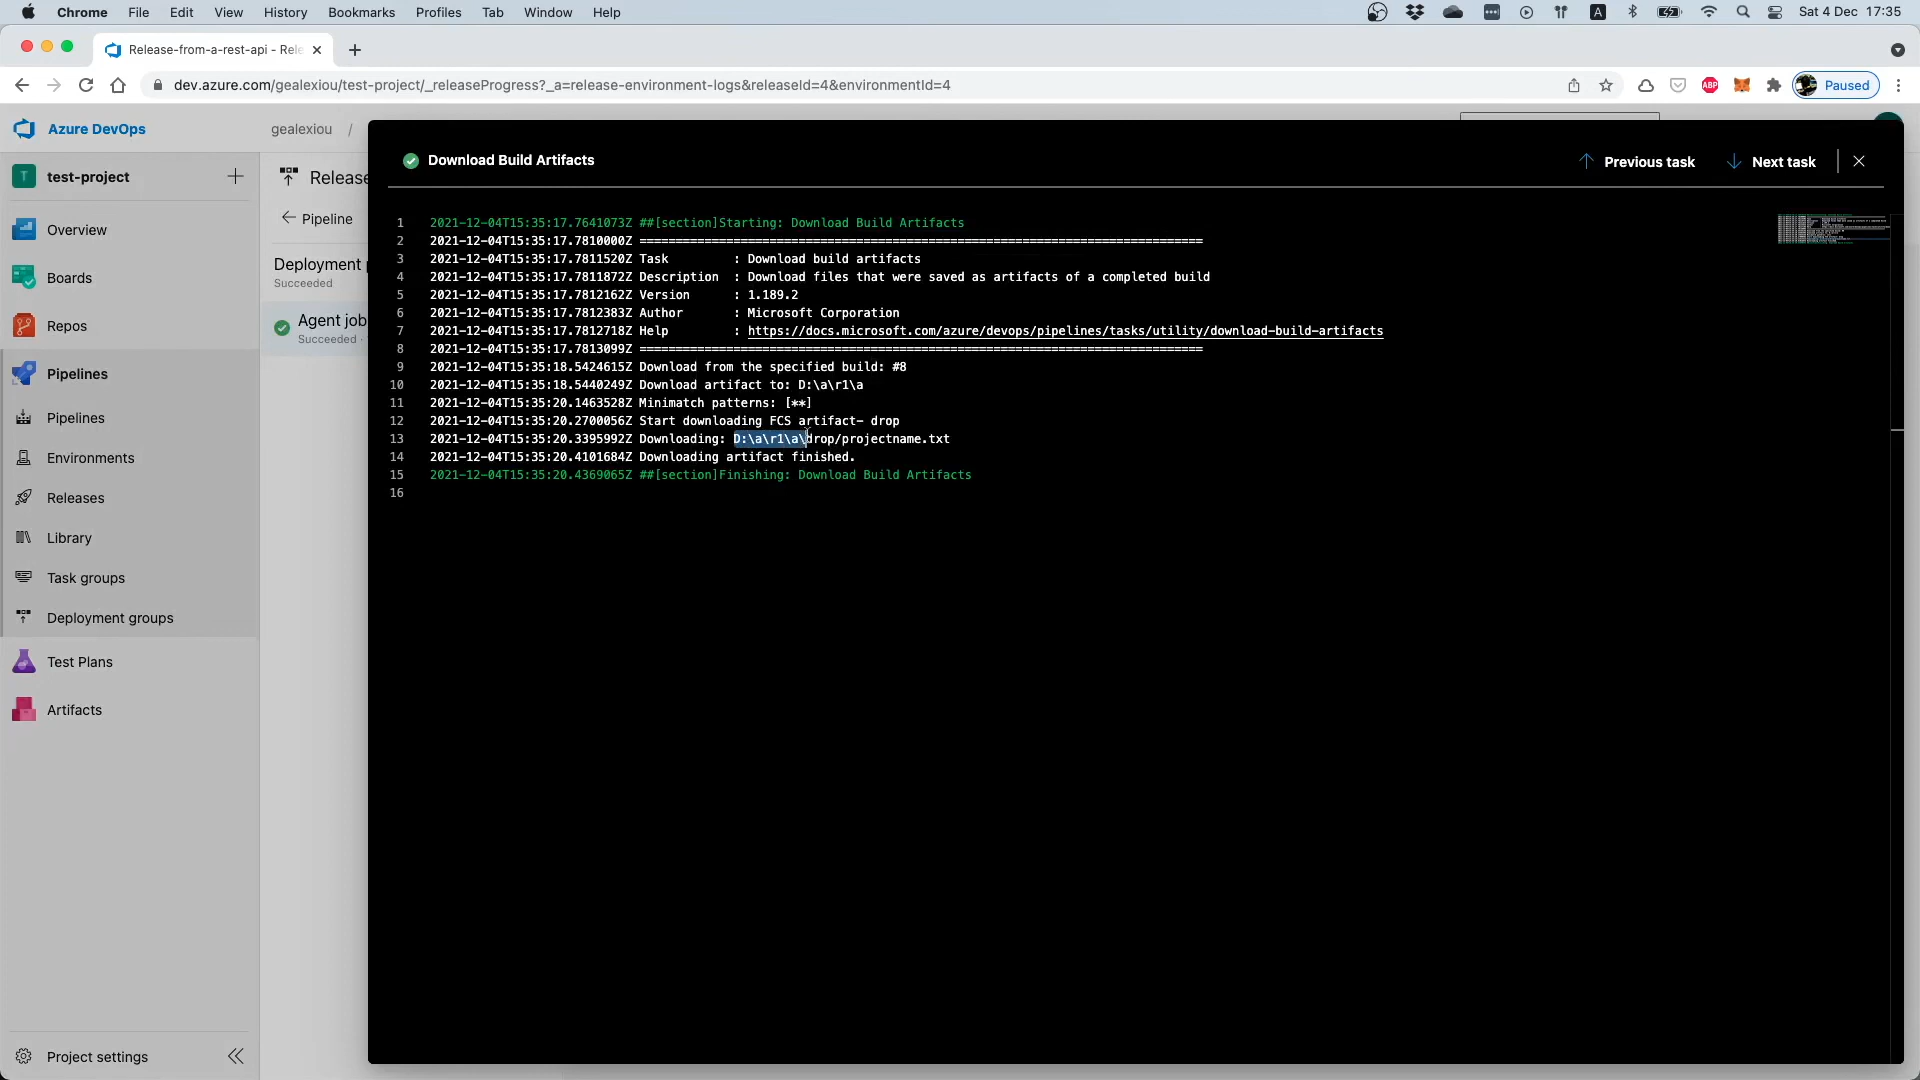 Chrome File Edit View History Bookmarks Profiles Tab Window Help
A
Sat 4 Dec 17:35
Release-from-a-rest-api - Rele
dev.azure.com/gealexiou/test-project/_releaseProgress?_a=release-environment-logs&releaseId=4&environmentId=4
ABP
Paused
Azure DevOps
gealexiou /
T
test-project
Overview
Boards
Repos
Pipelines
Pipelines
Environments
Releases
Library
Task groups
Deployment groups
Test Plans
Artifacts
Project settings
Release
Pipeline
Deployment p
Succeeded
Agent job
Succeeded ·
Download Build Artifacts
Previous task
Next task
1 2021-12-04T15:35:17.7641073Z ##[section]Starting: Download Build Artifacts
2 2021-12-04T15:35:17.7810000Z ==============================================================================
3 2021-12-04T15:35:17.7811520Z Task : Download build artifacts
4 2021-12-04T15:35:17.7811872Z Description : Download files that were saved as artifacts of a completed build
5 2021-12-04T15:35:17.7812162Z Version : 1.189.2
6 2021-12-04T15:35:17.7812383Z Author : Microsoft Corporation
7 2021-12-04T15:35:17.7812718Z Help : https://docs.microsoft.com/azure/devops/pipelines/tasks/utility/download-build-artifacts
8 2021-12-04T15:35:17.7813099Z ==============================================================================
9 2021-12-04T15:35:18.5424615Z Download from the specified build: #8
10 2021-12-04T15:35:18.5440249Z Download artifact to: D:\a\r1\a
11 2021-12-04T15:35:20.1463528Z Minimatch patterns: [**]
12 2021-12-04T15:35:20.2700056Z Start downloading FCS artifact- drop
13 2021-12-04T15:35:20.3395992Z Downloading: D:\a\r1\a\drop/projectname.txt
14 2021-12-04T15:35:20.4101684Z Downloading artifact finished.
15 2021-12-04T15:35:20.4369065Z ##[section]Finishing: Download Build Artifacts
16